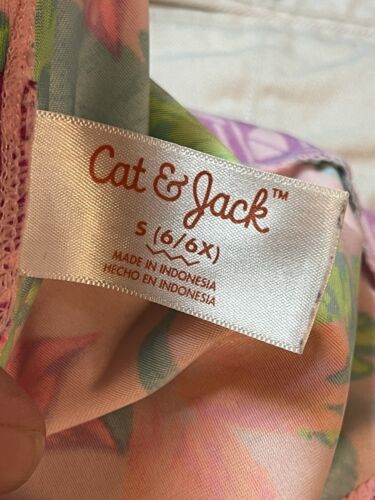 Cat & Jack™
S (6/6X)
MADE IN INDONESIA
HECHO EN INDONESIA